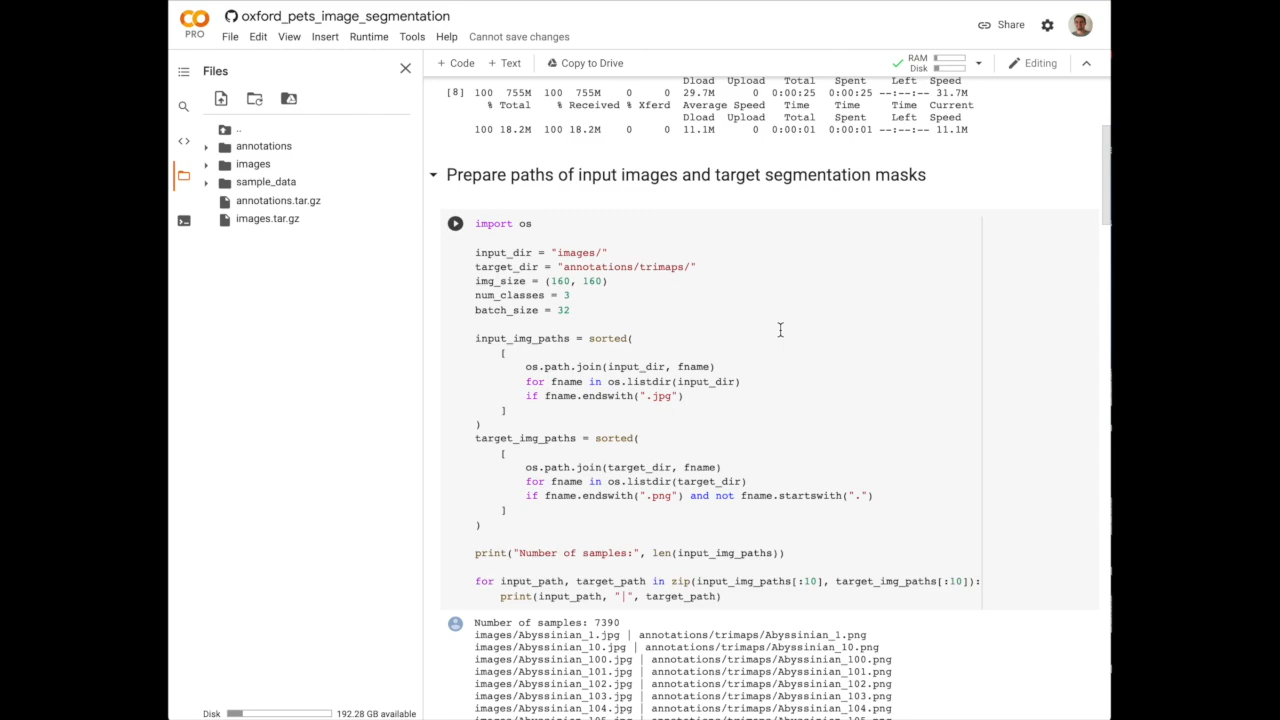 CO
PRO
oxford_pets_image_segmentation
File Edit View Insert Runtime Tools Help Cannot save changes
Share
+ Code + Text Copy to Drive
RAM
Disk
Editing
Files
..
annotations
images
sample_data
annotations.tar.gz
images.tar.gz
Disk 192.28 GB available
Dload Upload Total Spent Left Speed
[8] 100 755M 100 755M 0 0 29.7M 0 0:00:25 0:00:25 --:--:-- 31.7M
% Total % Received % Xferd Average Speed Time Time Time Current
Dload Upload Total Spent Left Speed
100 18.2M 100 18.2M 0 0 11.1M 0 0:00:01 0:00:01 --:--:-- 11.1M
Prepare paths of input images and target segmentation masks
import os
input_dir = "images/"
target_dir = "annotations/trimaps/"
img_size = (160, 160)
num_classes = 3
batch_size = 32
input_img_paths = sorted(
[
os.path.join(input_dir, fname)
for fname in os.listdir(input_dir)
if fname.endswith(".jpg")
]
)
target_img_paths = sorted(
[
os.path.join(target_dir, fname)
for fname in os.listdir(target_dir)
if fname.endswith(".png") and not fname.startswith(".")
]
)
print("Number of samples:", len(input_img_paths))
for input_path, target_path in zip(input_img_paths[:10], target_img_paths[:10]):
print(input_path, "|", target_path)
Number of samples: 7390
images/Abyssinian_1.jpg | annotations/trimaps/Abyssinian_1.png
images/Abyssinian_10.jpg | annotations/trimaps/Abyssinian_10.png
images/Abyssinian_100.jpg | annotations/trimaps/Abyssinian_100.png
images/Abyssinian_101.jpg | annotations/trimaps/Abyssinian_101.png
images/Abyssinian_102.jpg | annotations/trimaps/Abyssinian_102.png
images/Abyssinian_103.jpg | annotations/trimaps/Abyssinian_103.png
images/Abyssinian_104.jpg | annotations/trimaps/Abyssinian_104.png